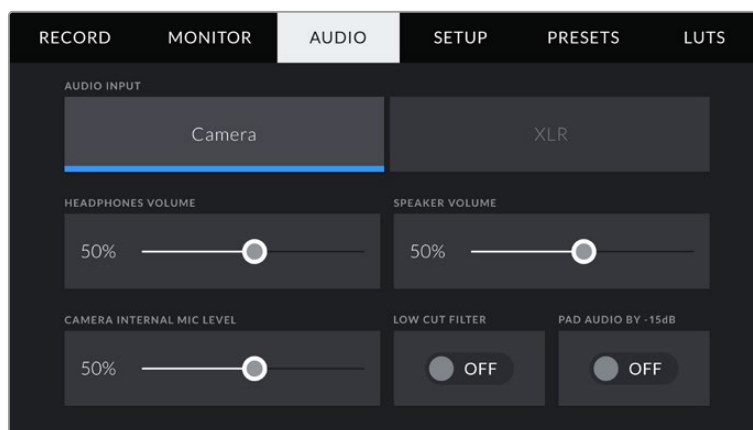 RECORD MONITOR AUDIO SETUP PRESETS LUTS
AUDIO INPUT
Camera XLR
HEADPHONES VOLUME SPEAKER VOLUME
50% 50%
CAMERA INTERNAL MIC LEVEL LOW CUT FILTER PAD AUDIO BY -15dB
50% OFF OFF